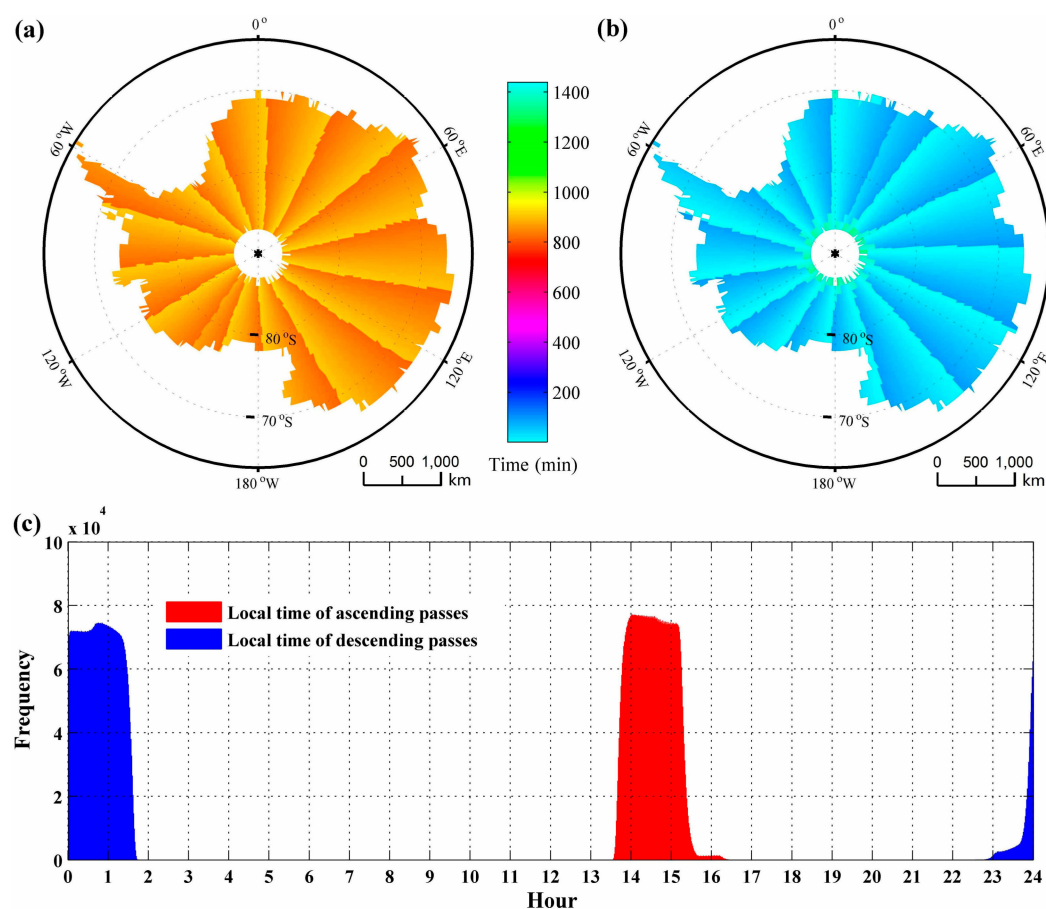 (a)
0°
60 °W
60 °E
120 °W
120 °E
80 °S
70 °S
180 °W
0 500 1,000
km
1400
1200
1000
800
600
400
200
Time (min)
(b)
0°
60 °W
60 °E
120 °W
120 °E
80 °S
70 °S
180 °W
0 500 1,000
km
(c)
x 10⁴
10
8
6
4
2
0
Frequency
Local time of ascending passes
Local time of descending passes
0 1 2 3 4 5 6 7 8 9 10 11 12 13 14 15 16 17 18 19 20 21 22 23 24
Hour